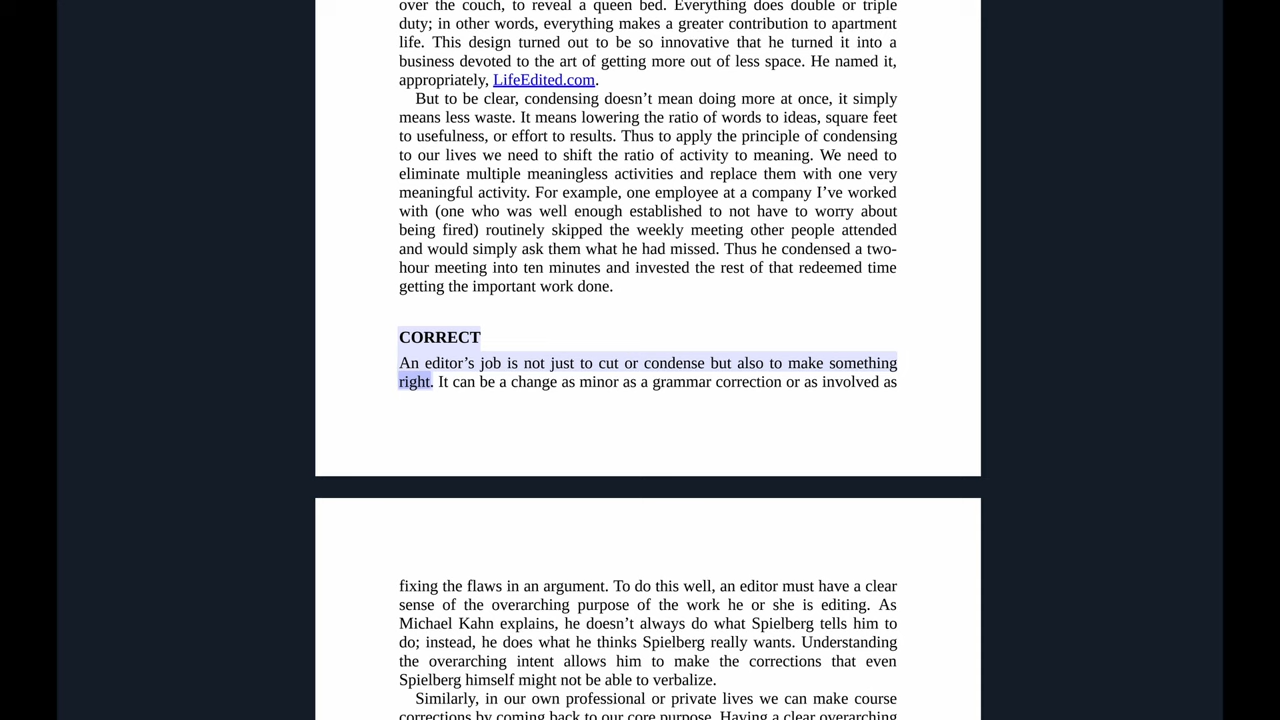 over the couch, to reveal a queen bed. Everything does double or triple
duty; in other words, everything makes a greater contribution to apartment
life. This design turned out to be so innovative that he turned it into a
business devoted to the art of getting more out of less space. He named it,
appropriately, LifeEdited.com.
But to be clear, condensing doesn’t mean doing more at once, it simply
means less waste. It means lowering the ratio of words to ideas, square feet
to usefulness, or effort to results. Thus to apply the principle of condensing
to our lives we need to shift the ratio of activity to meaning. We need to
eliminate multiple meaningless activities and replace them with one very
meaningful activity. For example, one employee at a company I’ve worked
with (one who was well enough established to not have to worry about
being fired) routinely skipped the weekly meeting other people attended
and would simply ask them what he had missed. Thus he condensed a two-
hour meeting into ten minutes and invested the rest of that redeemed time
getting the important work done.
CORRECT
An editor’s job is not just to cut or condense but also to make something
right. It can be a change as minor as a grammar correction or as involved as
fixing the flaws in an argument. To do this well, an editor must have a clear
sense of the overarching purpose of the work he or she is editing. As
Michael Kahn explains, he doesn’t always do what Spielberg tells him to
do; instead, he does what he thinks Spielberg really wants. Understanding
the overarching intent allows him to make the corrections that even
Spielberg himself might not be able to verbalize.
Similarly, in our own professional or private lives we can make course
corrections by coming back to our core purpose. Having a clear overarching